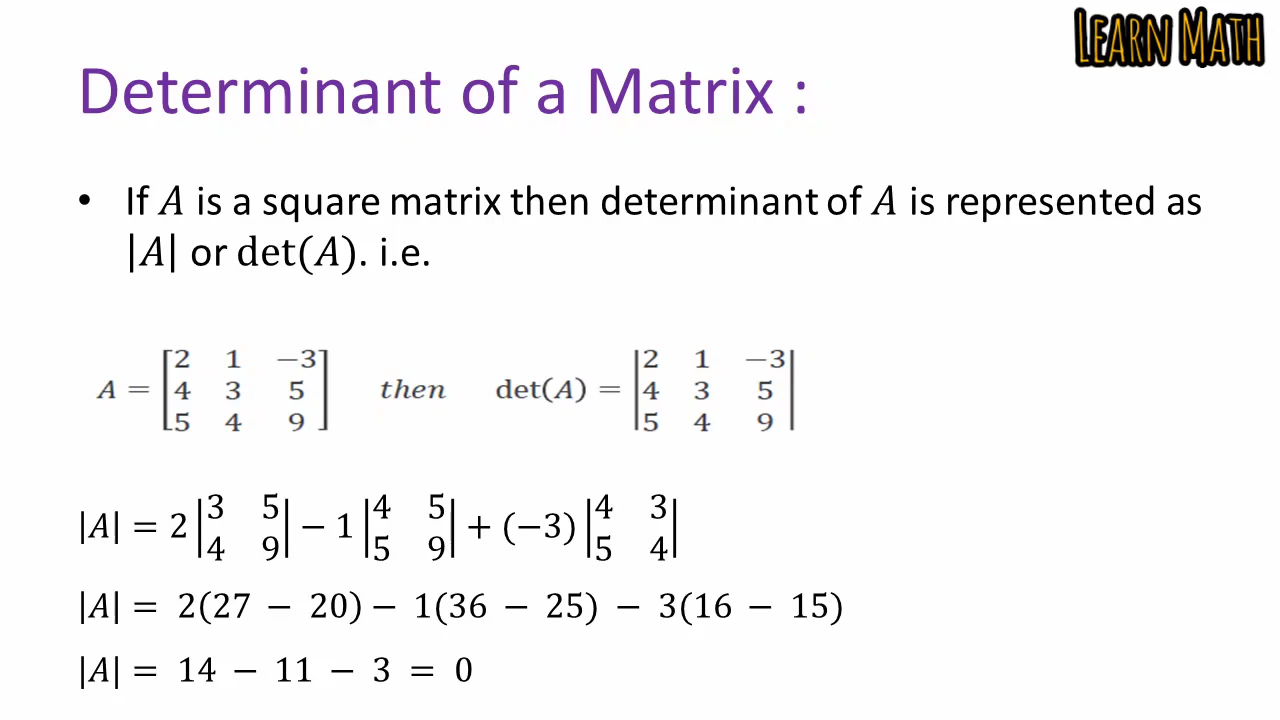 LEARN MATH
Determinant of a Matrix :
• If A is a square matrix then determinant of A is represented as
|A| or det(A). i.e.
A = [2 1 −3; 4 3 5; 5 4 9] then det(A) = |2 1 −3; 4 3 5; 5 4 9|
|A| = 2 |3 5; 4 9| − 1 |4 5; 5 9| + (−3) |4 3; 5 4|
|A| = 2(27 − 20) − 1(36 − 25) − 3(16 − 15)
|A| = 14 − 11 − 3 = 0